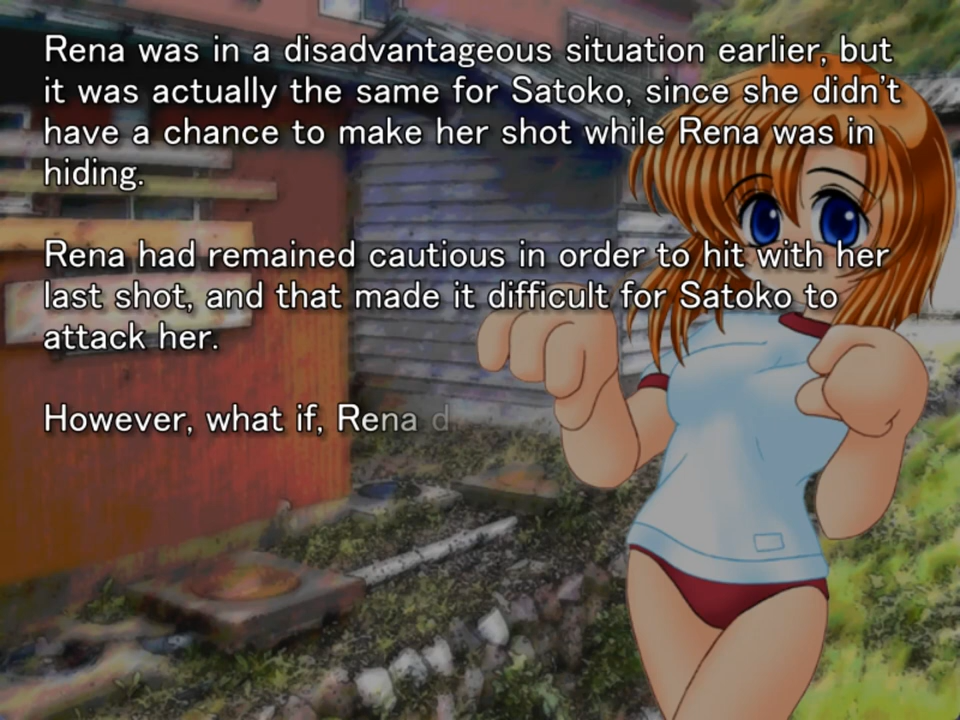 Rena was in a disadvantageous situation earlier, but
it was actually the same for Satoko, since she didn't
have a chance to make her shot while Rena was in
hiding.
Rena had remained cautious in order to hit with her
last shot, and that made it difficult for Satoko to
attack her.
However, what if, Rena d